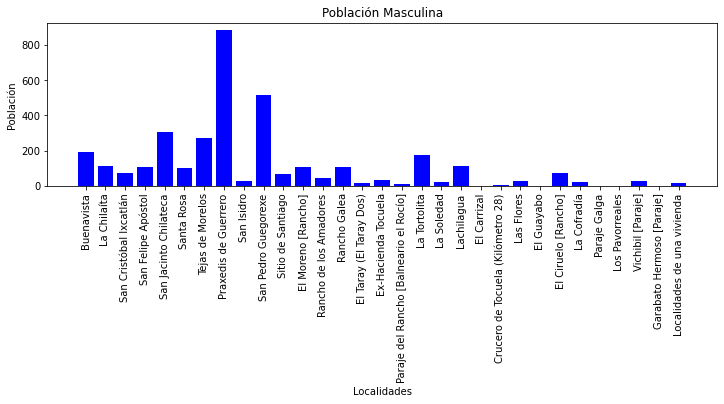 Población Masculina
800
600
400
200
0
Población
Buenavista
La Chilaita
San Cristóbal Ixcatlán
San Felipe Apóstol
San Jacinto Chilateca
Santa Rosa
Tejas de Morelos
Praxedis de Guerrero
San Isidro
San Pedro Guegorexe
Sitio de Santiago
El Moreno [Rancho]
Rancho de los Amadores
Rancho Galea
El Taray (El Taray Dos)
Ex-Hacienda Tocuela
Paraje del Rancho [Balneario el Rocío]
La Tortolita
La Soledad
Lachilagua
El Carrizal
Crucero de Tocuela (Kilómetro 28)
Las Flores
El Guayabo
El Ciruelo [Rancho]
La Cofradía
Paraje Galga
Los Pavorreales
Vichibil [Paraje]
Garabato Hermoso [Paraje]
Localidades de una vivienda
Localidades